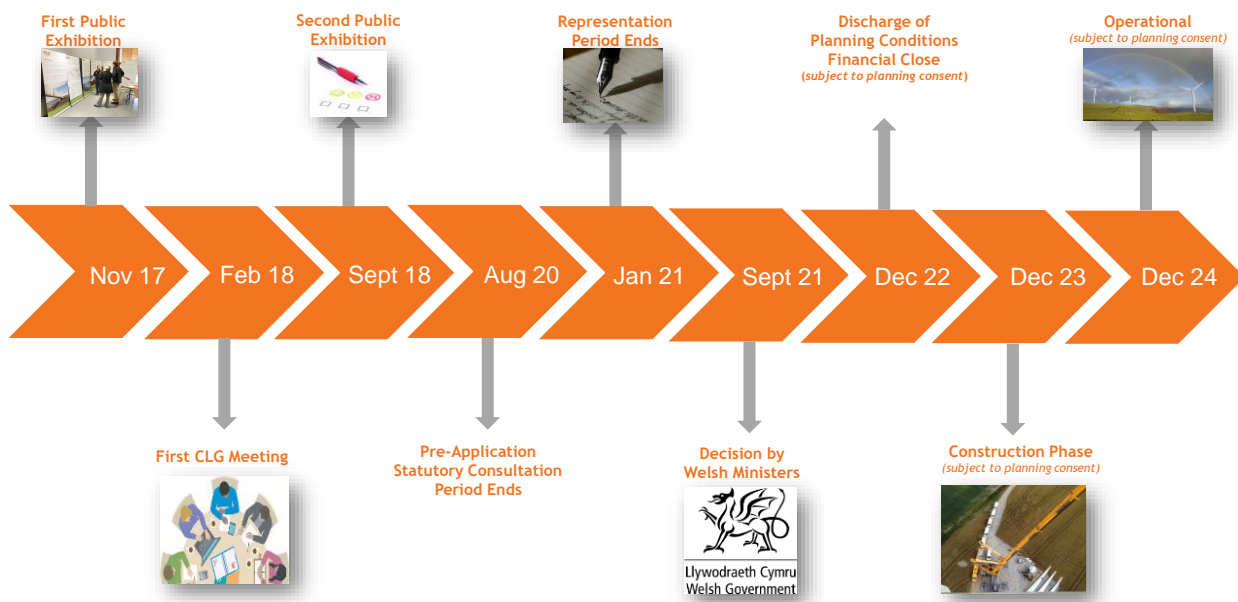 First Public
Exhibition
Second Public
Exhibition
Representation
Period Ends
Discharge of
Planning Conditions
Financial Close
(subject to planning consent)
Operational
(subject to planning consent)
Nov 17
Feb 18
Sept 18
Aug 20
Jan 21
Sept 21
Dec 22
Dec 23
Dec 24
First CLG Meeting
Pre-Application
Statutory Consultation
Period Ends
Decision by
Welsh Ministers
Llywodraeth Cymru
Welsh Government
Construction Phase
(subject to planning consent)